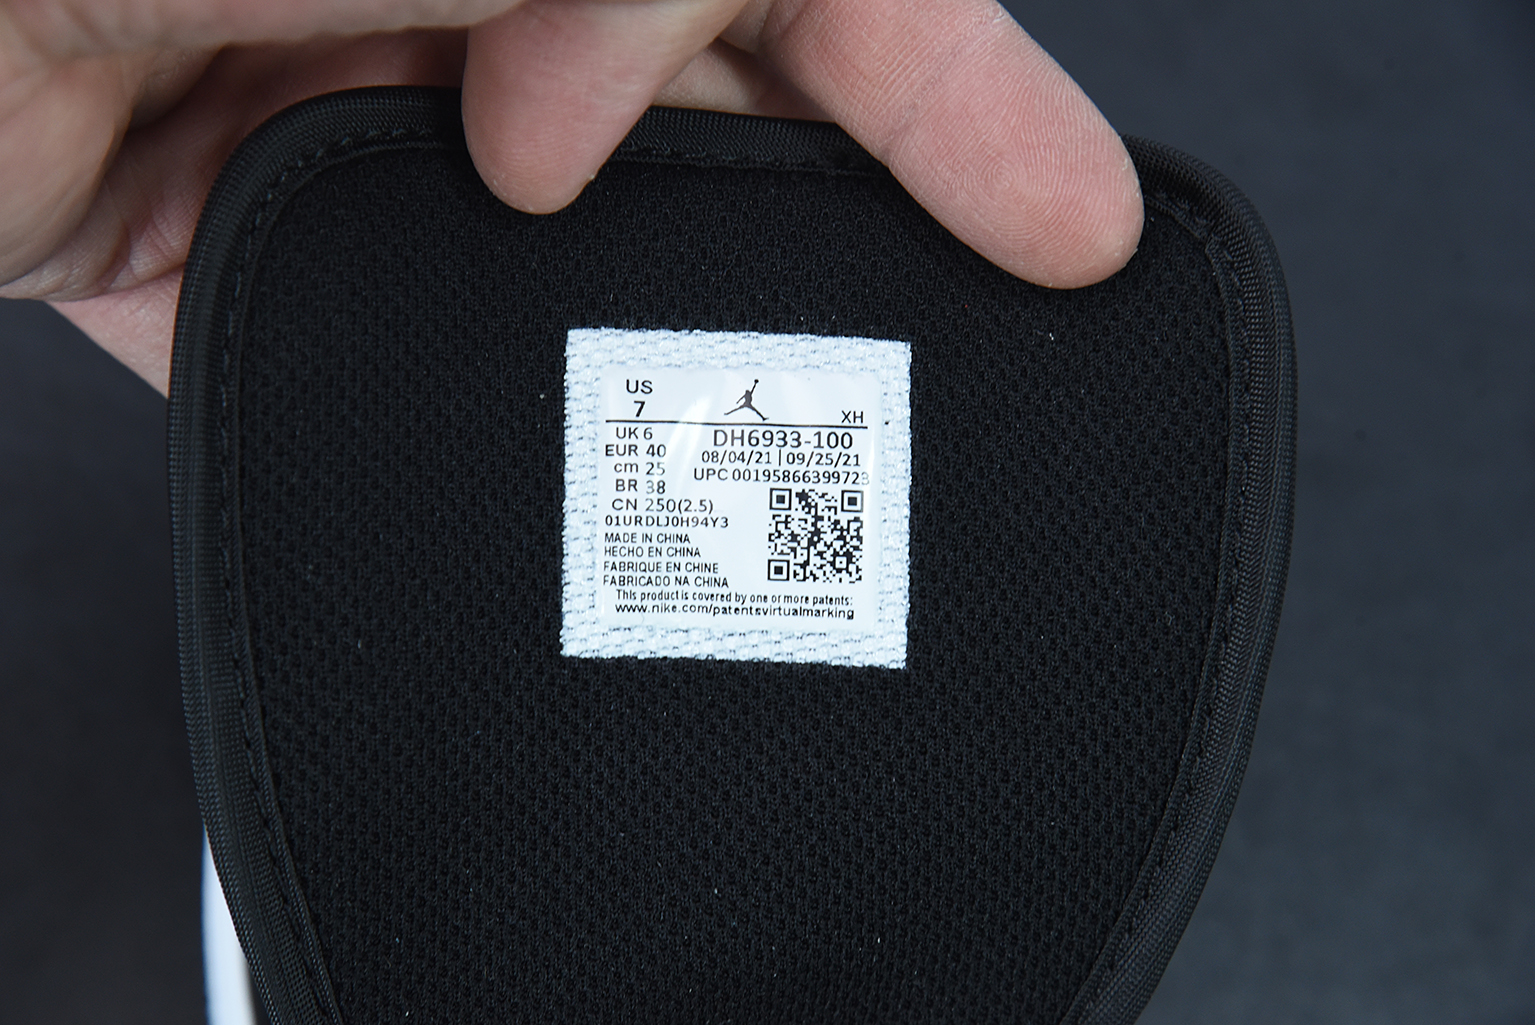 US
7
XH
UK 6
DH6933-100
EUR 40
08/04/21 | 09/25/21
cm 25
UPC 00195866399723
BR 38
CN 250(2.5)
01URDLJ0H94Y3
MADE IN CHINA
HECHO EN CHINA
FABRIQUE EN CHINE
FABRICADO NA CHINA
This product is covered by one or more patents:
www.nike.com/patentsvirtualmarking